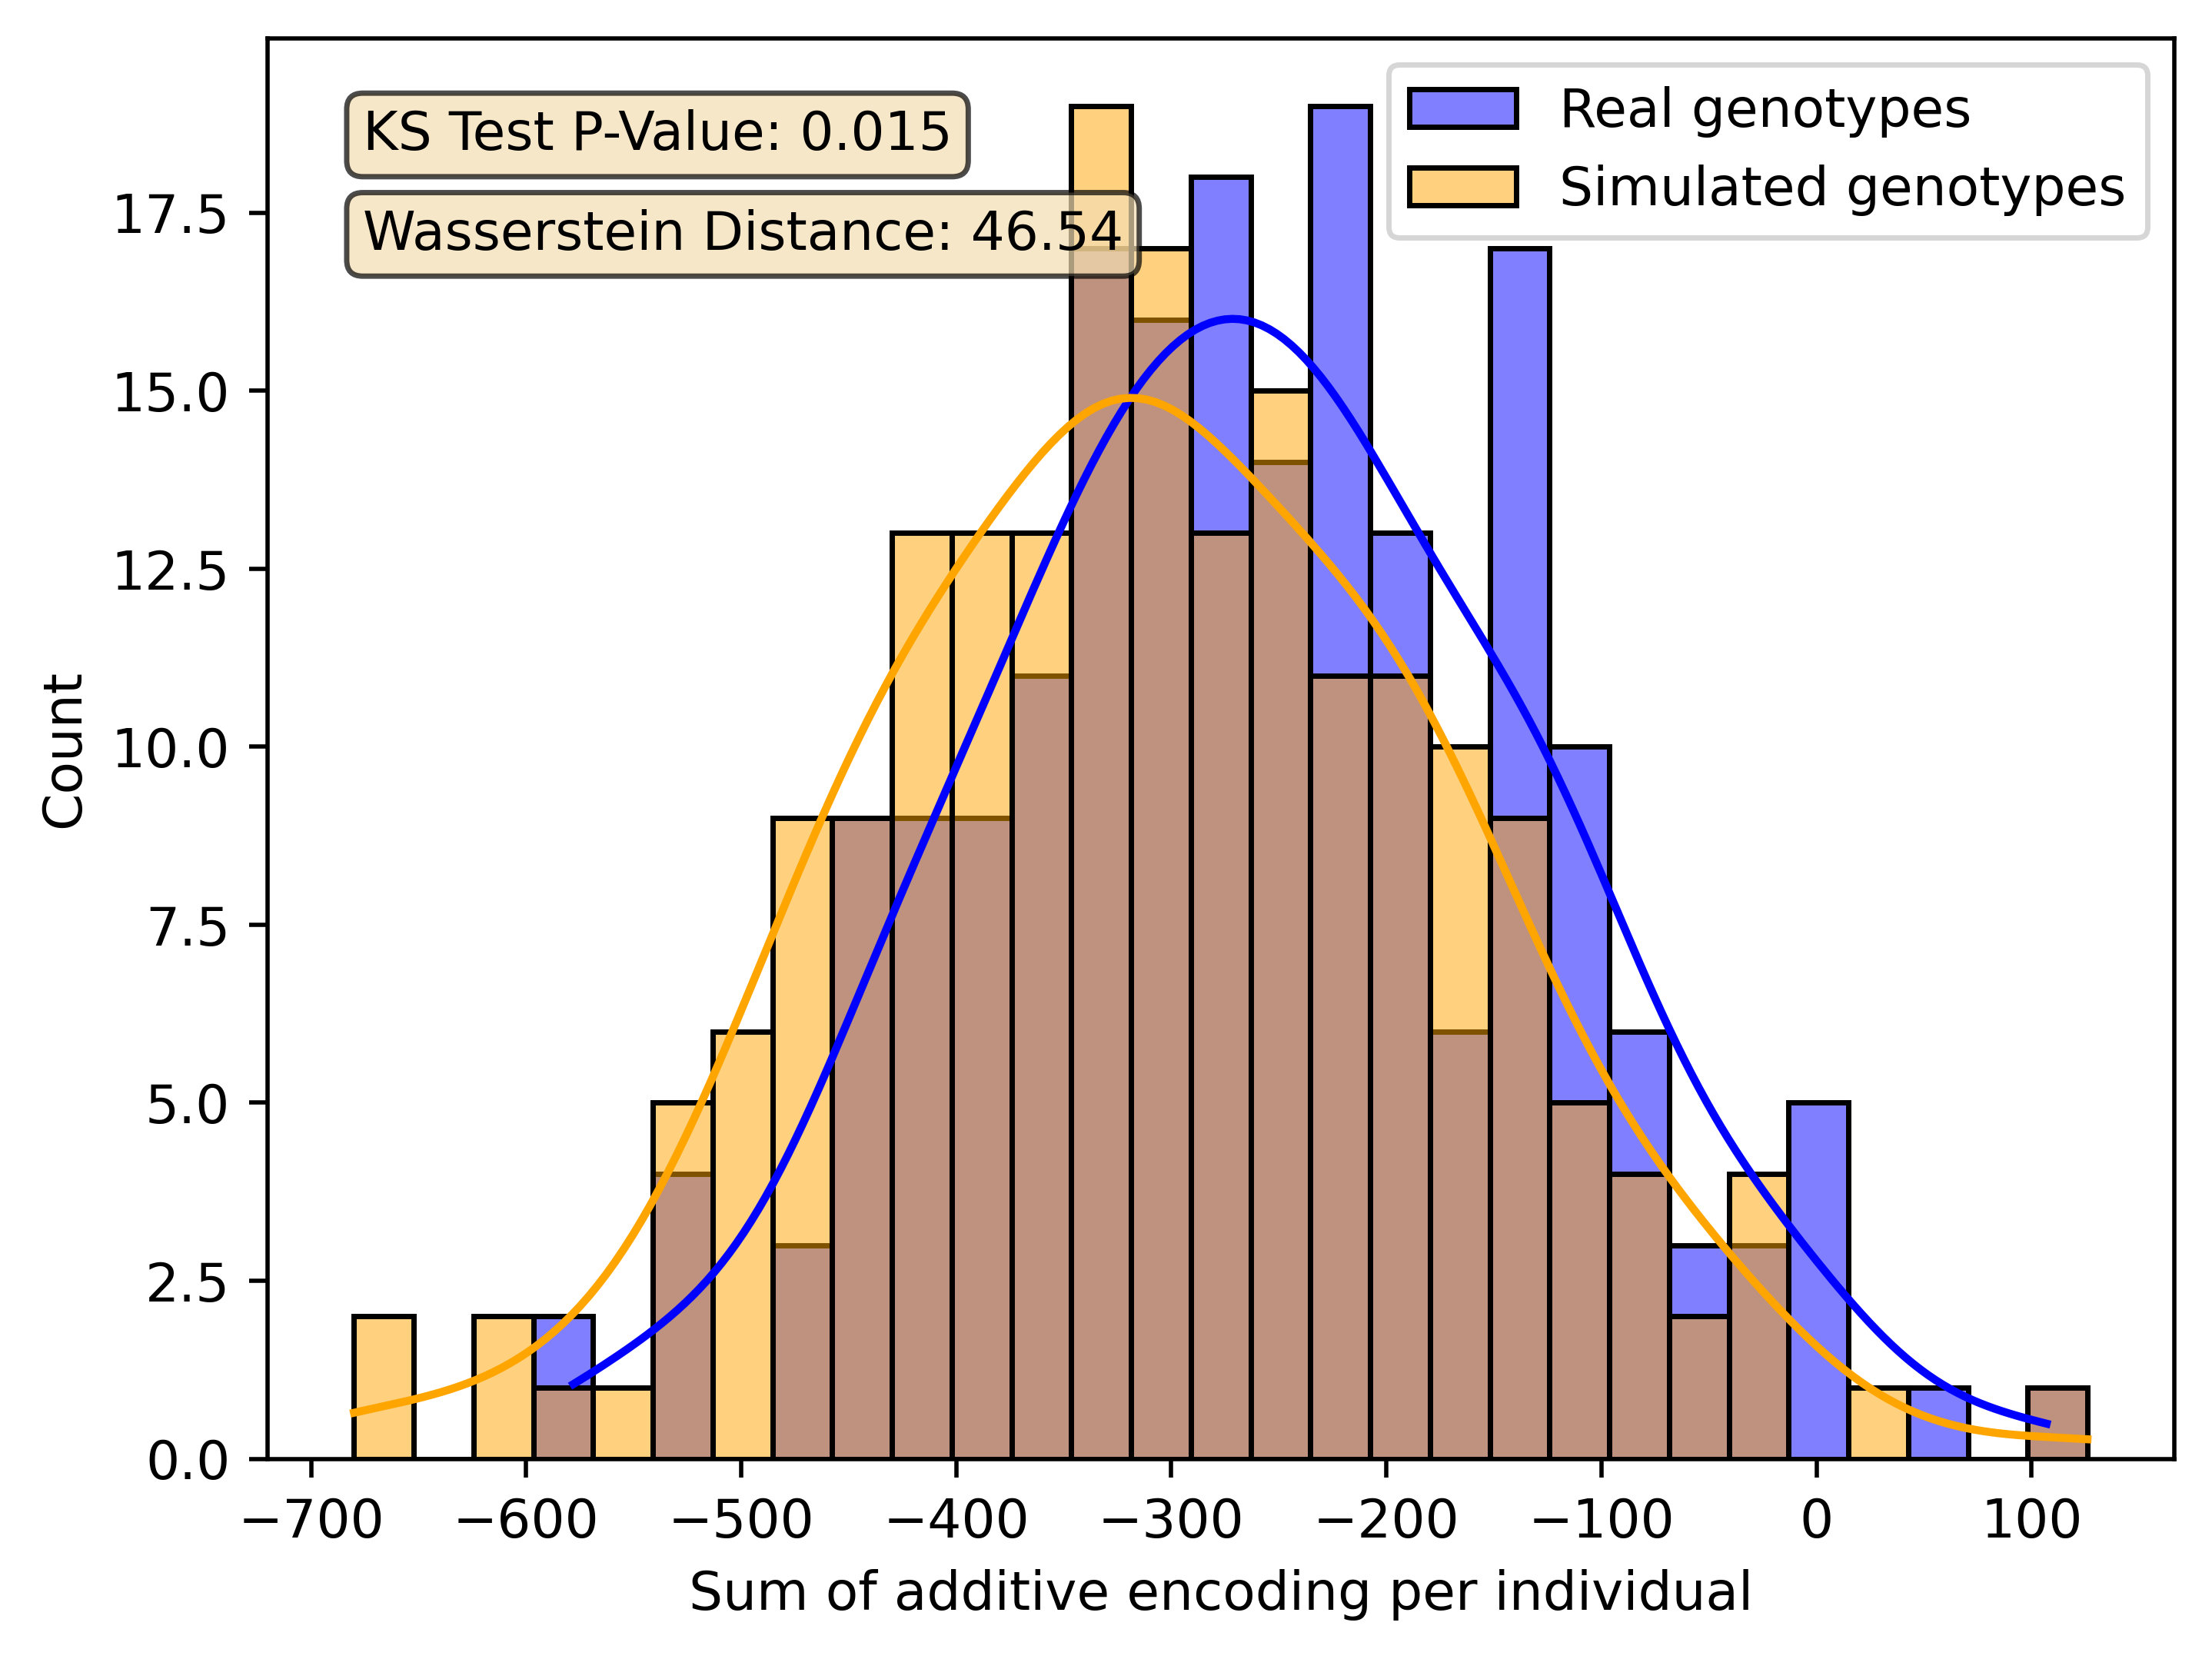 KS Test P-Value: 0.015
Wasserstein Distance: 46.54
Real genotypes
Simulated genotypes
Count
17.5
15.0
12.5
10.0
7.5
5.0
2.5
0.0
−700 −600 −500 −400 −300 −200 −100 0 100
Sum of additive encoding per individual